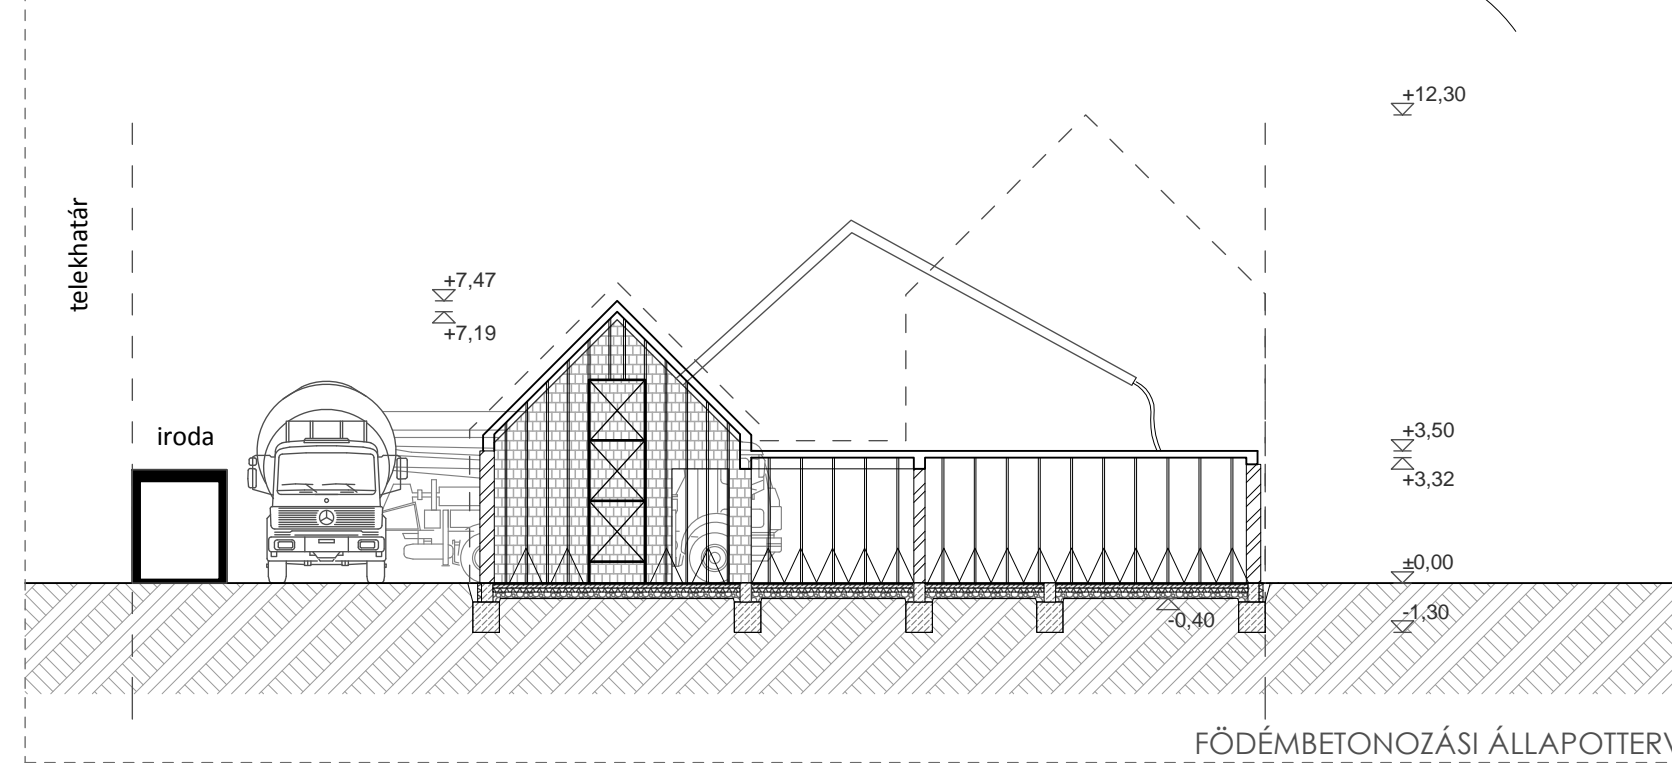 +12,30
telekhatár
+7,47
+7,19
iroda
+3,50
+3,32
±0,00
-1,30
-0,40
FÖDÉMBETONOZÁSI ÁLLAPOTTERV